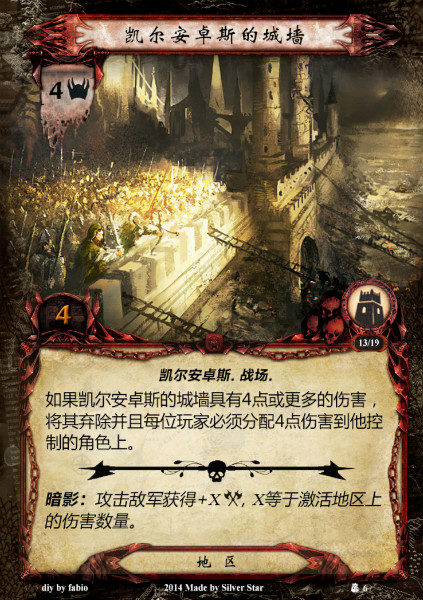 凯尔安卓斯的城墙
4
4
13/19
凯尔安卓斯. 战场.
如果凯尔安卓斯的城墙具有4点或更多的伤害，
将其弃除并且每位玩家必须分配4点伤害到他控
制的角色上。
暗影：攻击敌军获得+X ，X等于激活地区上
的伤害数量。
地 区
diy by fabio 2014 Made by Silver Star 6